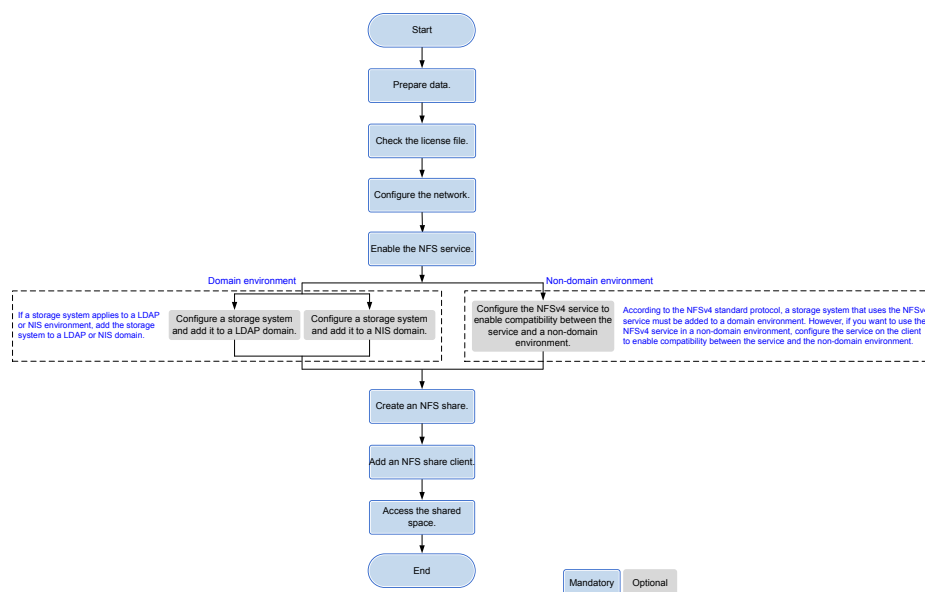 Start
Prepare data.
Check the license file.
Configure the network.
Enable the NFS service.
Domain environment
Non-domain environment
If a storage system applies to a LDAP
or NIS environment, add the storage
system to a LDAP or NIS domain.
Configure a storage system
and add it to a LDAP domain.
Configure a storage system
and add it to a NIS domain.
Configure the NFSv4 service to
enable compatibility between the
service and a non-domain
environment.
According to the NFSv4 standard protocol, a storage system that uses the NFSv4
service must be added to a domain environment. However, if you want to use the
NFSv4 service in a non-domain environment, configure the service on the client
to enable compatibility between the service and the non-domain environment.
Create an NFS share.
Add an NFS share client.
Access the shared
space.
End
Mandatory
Optional